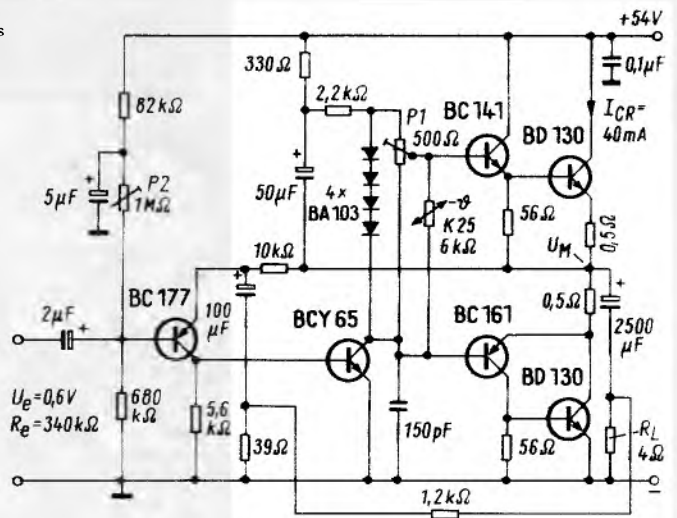 s
+54V
330Ω
0,1µF
2,2kΩ
P1
BC 141
I_CR=
40mA
82kΩ
500Ω
BD 130
5µF
P2
1MΩ
50µF
4×
BA103
-ϑ
K25
6kΩ
56Ω
0,5Ω
U_M
10kΩ
BC 177
100
µF
BCY 65
BC 161
0,5Ω
2µF
BD 130
2500
µF
U_e=0,6V
R_e=340kΩ
680
kΩ
5,6
kΩ
39Ω
150pF
56Ω
R_L
4Ω
1,2kΩ
+
+
+
+
+
−